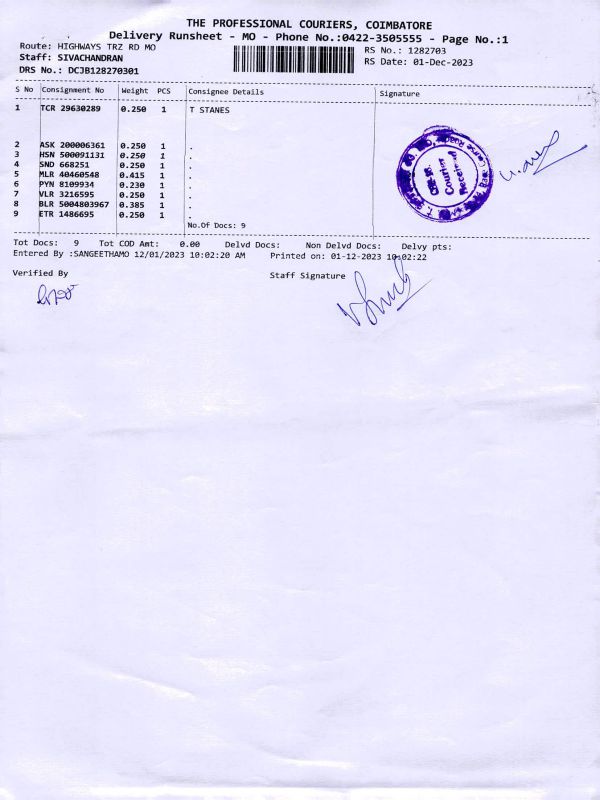 THE PROFESSIONAL COURIERS, COIMBATORE
Delivery Runsheet - MO - Phone No.:0422-3505555 - Page No.:1
Route: HIGHWAYS TRZ RD MO
RS No.: 1282703
Staff: SIVACHANDRAN
RS Date: 01-Dec-2023
DRS No.: DCJB128270301
S No Consignment No Weight PCS Consignee Details Signature
1 TCR 29630289 0.250 1 T STANES
2 ASK 200006361 0.250 1 .
3 HSN 500091131 0.250 1 .
4 SND 668251 0.250 1 .
5 MLR 40460548 0.415 1 .
6 PYN 8109934 0.230 1 .
7 VLR 3216595 0.250 1 .
8 BLR 5004803967 0.385 1 .
9 ETR 1486695 0.250 1 .
No.Of Docs: 9
Courier
Received
Tot Docs: 9 Tot COD Amt: 0.00 Delvd Docs: Non Delvd Docs: Delvy pts:
Entered By :SANGEETHAMO 12/01/2023 10:02:20 AM Printed on: 01-12-2023 10:02:22
Verified By Staff Signature